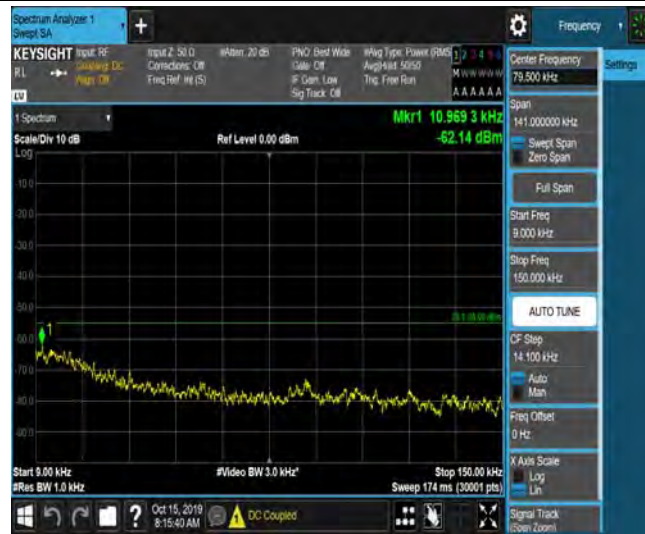 Spectrum Analyzer 1
Swept SA
+
Frequency
KEYSIGHT
Input: RF
Coupling: DC
Align: Off
Input Z: 50 Ω
Corrections: Off
Freq Ref: Int (S)
#Atten: 20 dB
PNO: Best Wide
Gate: Off
IF Gain: Low
Sig Track: Off
#Avg Type: Power (RMS
Avg|Hold: 50/50
Trig: Free Run
1 2 3 4 5 6
M W W W W W
A A A A A A
RL
LV
1 Spectrum
Scale/Div 10 dB
Ref Level 0.00 dBm
Mkr1 10.969 3 kHz
-62.14 dBm
Log
-10.0
-20.0
-30.0
-40.0
-50.0
1
-60.0
-70.0
-80.0
-90.0
Start 9.00 kHz
#Video BW 3.0 kHz*
Stop 150.00 kHz
#Res BW 1.0 kHz
Sweep 174 ms (30001 pts)
?
Oct 15, 2019
8:15:40 AM
DC Coupled
Center Frequency
79.500 kHz
Settings
Span
141.000000 kHz
Swept Span
Zero Span
Full Span
Start Freq
9.000 kHz
Stop Freq
150.000 kHz
AUTO TUNE
CF Step
14.100 kHz
Auto
Man
Freq Offset
0 Hz
X Axis Scale
Log
Lin
Signal Track
(Span Zoom)